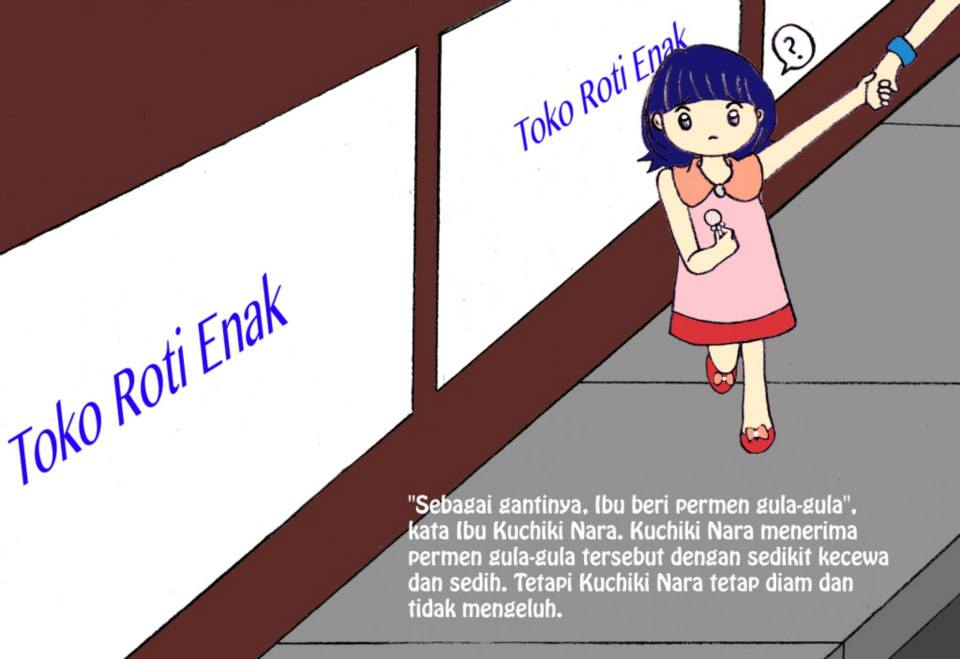 Toko Roti Enak
Toko Roti Enak
?
"Sebagai gantinya, Ibu beri permen gula-gula",
kata Ibu Kuchiki Nara. Kuchiki Nara menerima
permen gula-gula tersebut dengan sedikit kecewa
dan sedih. Tetapi Kuchiki Nara tetap diam dan
tidak mengeluh.